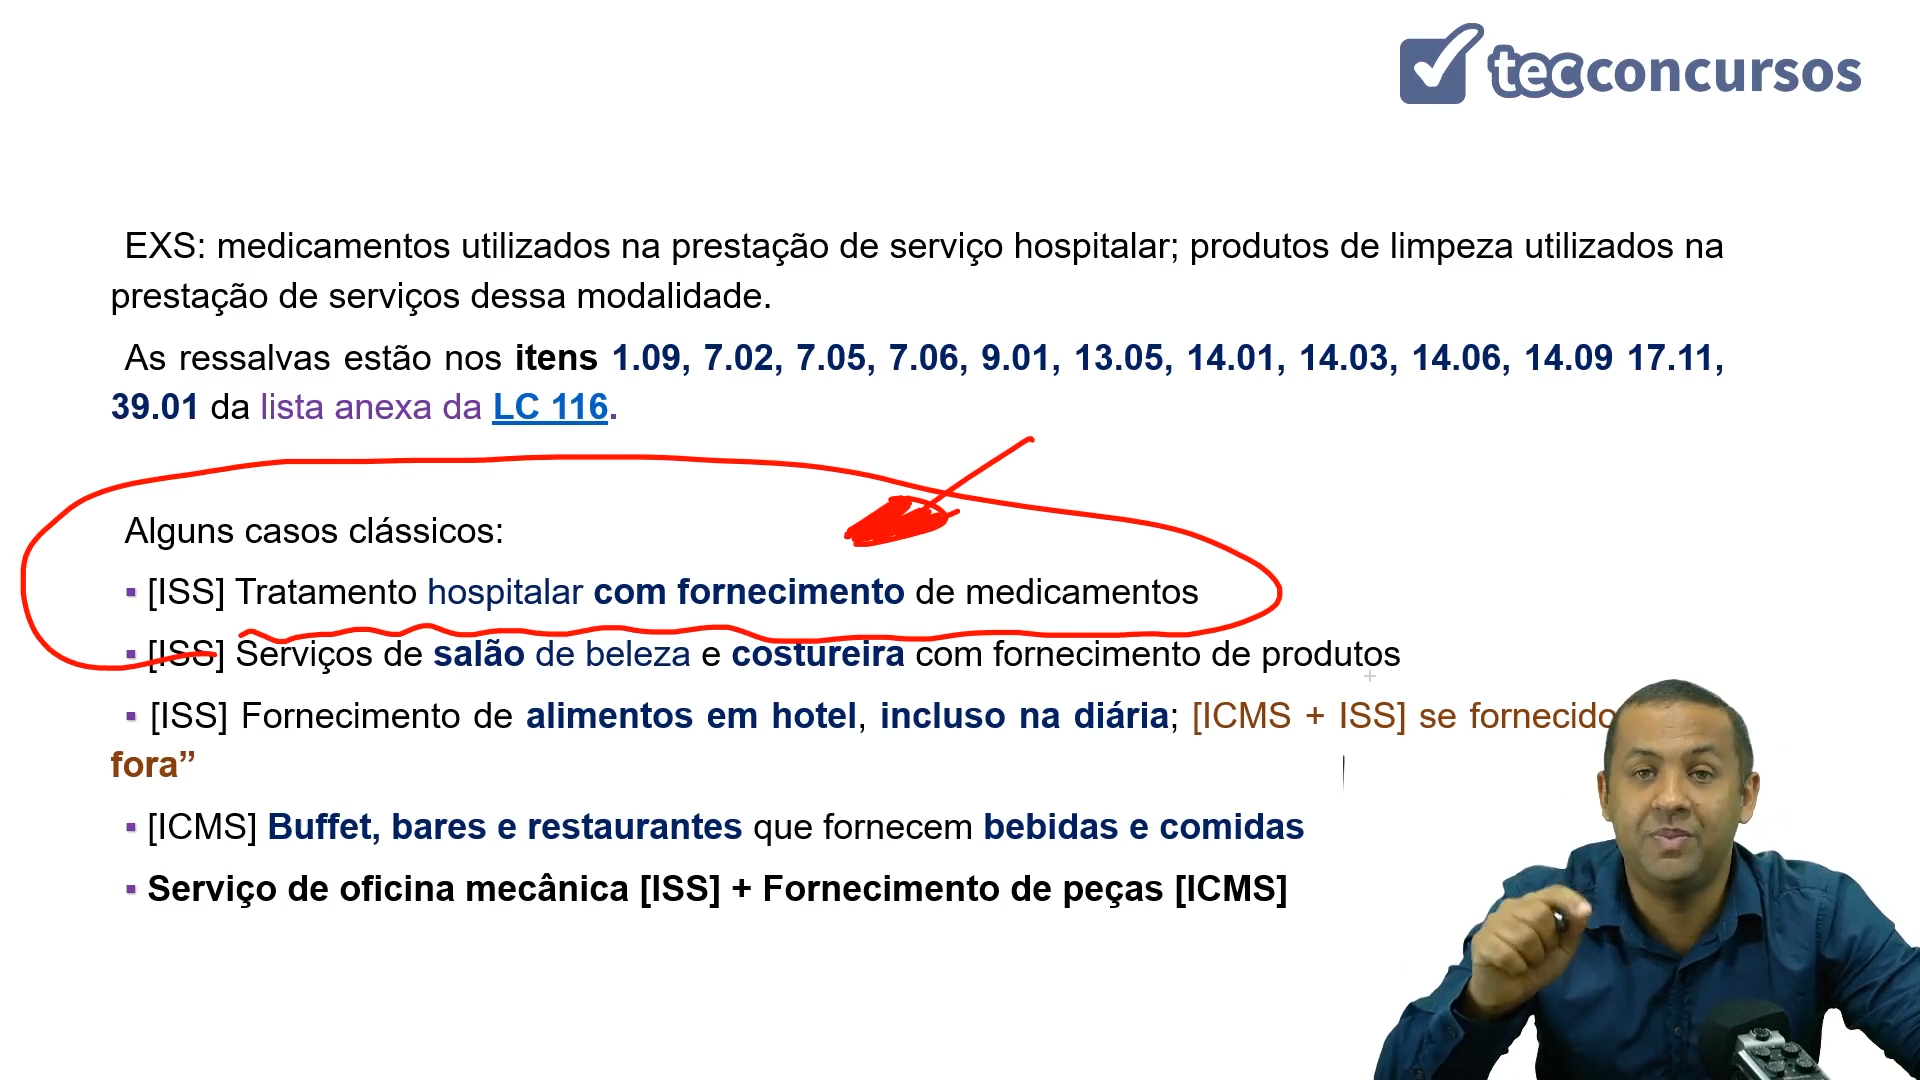 tecconcursos
EXS: medicamentos utilizados na prestação de serviço hospitalar; produtos de limpeza utilizados na
prestação de serviços dessa modalidade.
As ressalvas estão nos itens 1.09, 7.02, 7.05, 7.06, 9.01, 13.05, 14.01, 14.03, 14.06, 14.09 17.11,
39.01 da lista anexa da LC 116.
Alguns casos clássicos:
▪ [ISS] Tratamento hospitalar com fornecimento de medicamentos
▪ [ISS] Serviços de salão de beleza e costureira com fornecimento de produtos
▪ [ISS] Fornecimento de alimentos em hotel, incluso na diária; [ICMS + ISS] se fornecido
fora”
▪ [ICMS] Buffet, bares e restaurantes que fornecem bebidas e comidas
▪ Serviço de oficina mecânica [ISS] + Fornecimento de peças [ICMS]